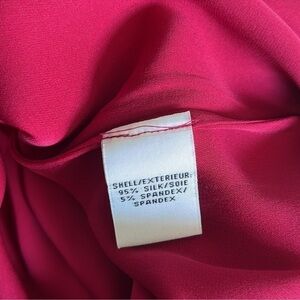 SHELL/EXTERIEUR:
95% SILK/SOIE
5% SPANDEX/
SPANDEX